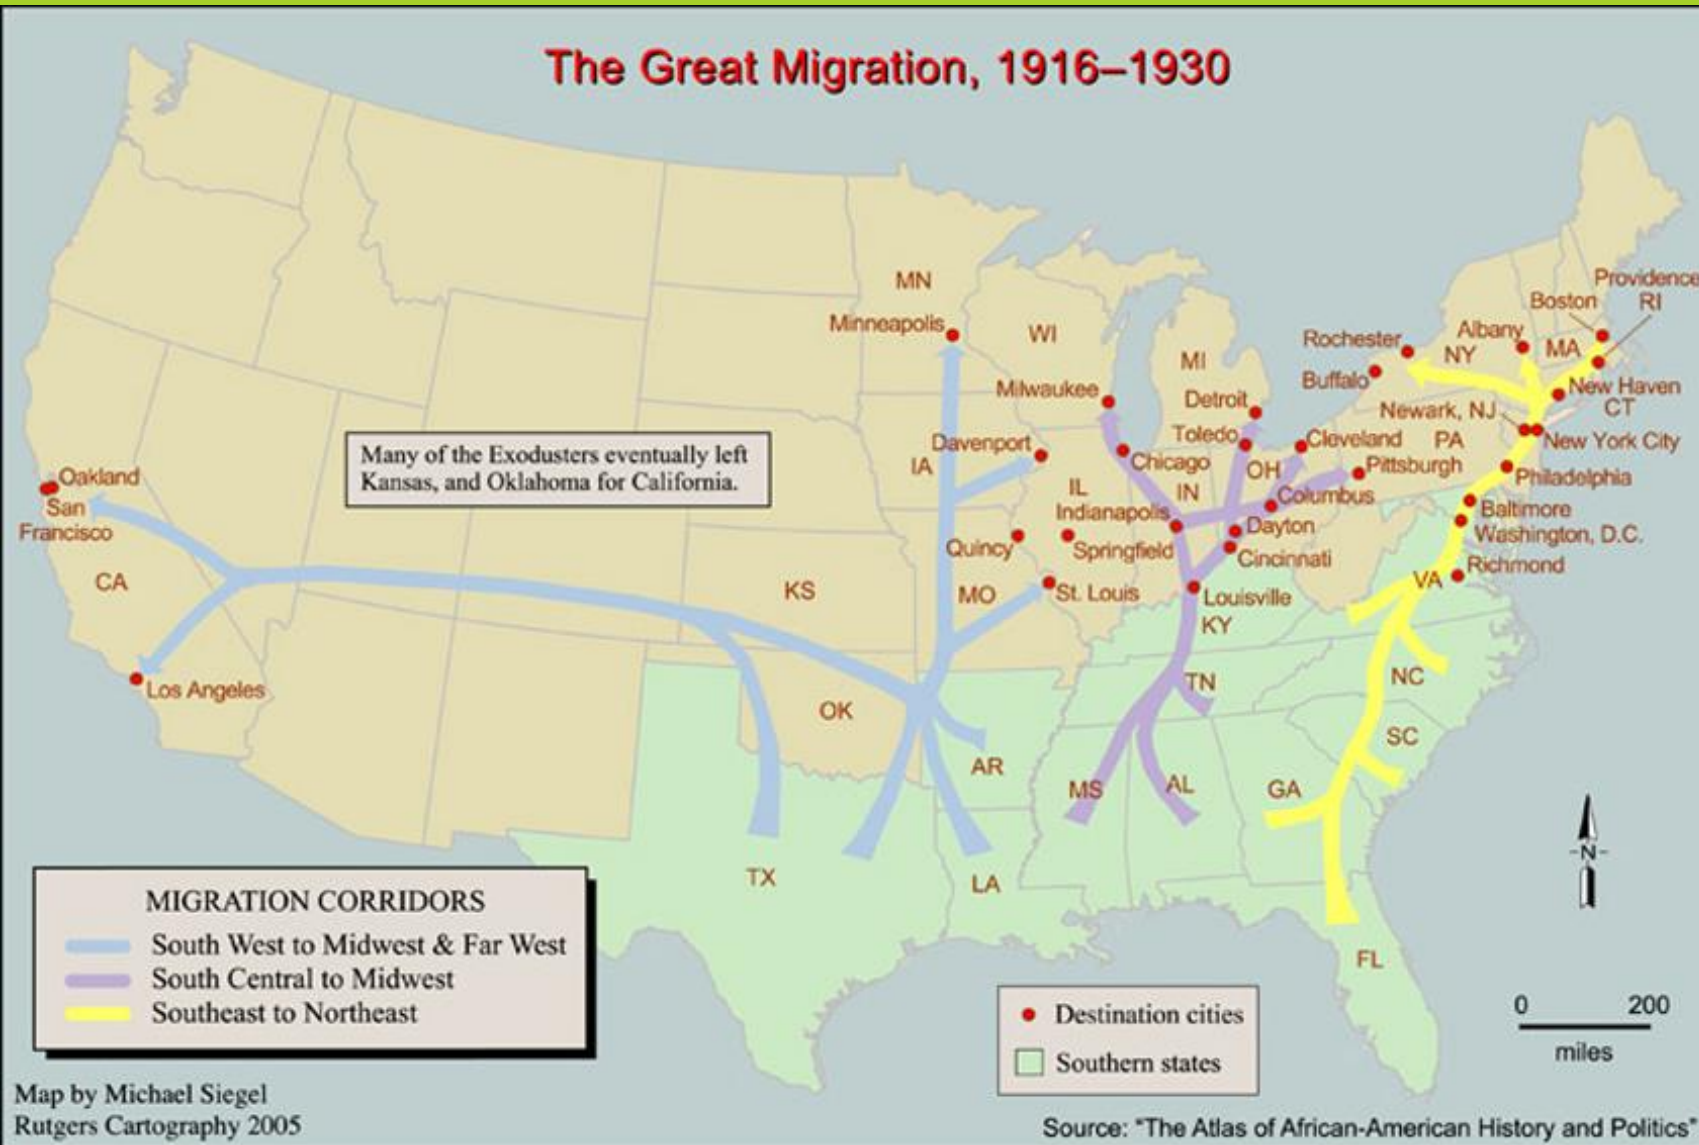 The Great Migration, 1916–1930
MN
Minneapolis
WI
MI
Milwaukee
Detroit
Davenport
Toledo
Cleveland
IA
Chicago
OH
Pittsburgh
IL
IN
Columbus
Indianapolis
Dayton
Quincy
Springfield
Cincinnati
MO
St. Louis
Louisville
KY
KS
Providence
RI
Boston
Albany
Rochester
NY
MA
Buffalo
New Haven
CT
Newark, NJ
PA
New York City
Philadelphia
Baltimore
Washington, D.C.
Richmond
VA
Many of the Exodusters eventually left
Kansas, and Oklahoma for California.
Oakland
San
Francisco
CA
Los Angeles
OK
TN
NC
SC
AR
MS
AL
GA
TX
LA
FL
-N-
MIGRATION CORRIDORS
South West to Midwest & Far West
South Central to Midwest
Southeast to Northeast
Destination cities
Southern states
0 200
miles
Map by Michael Siegel
Rutgers Cartography 2005
Source: "The Atlas of African-American History and Politics"